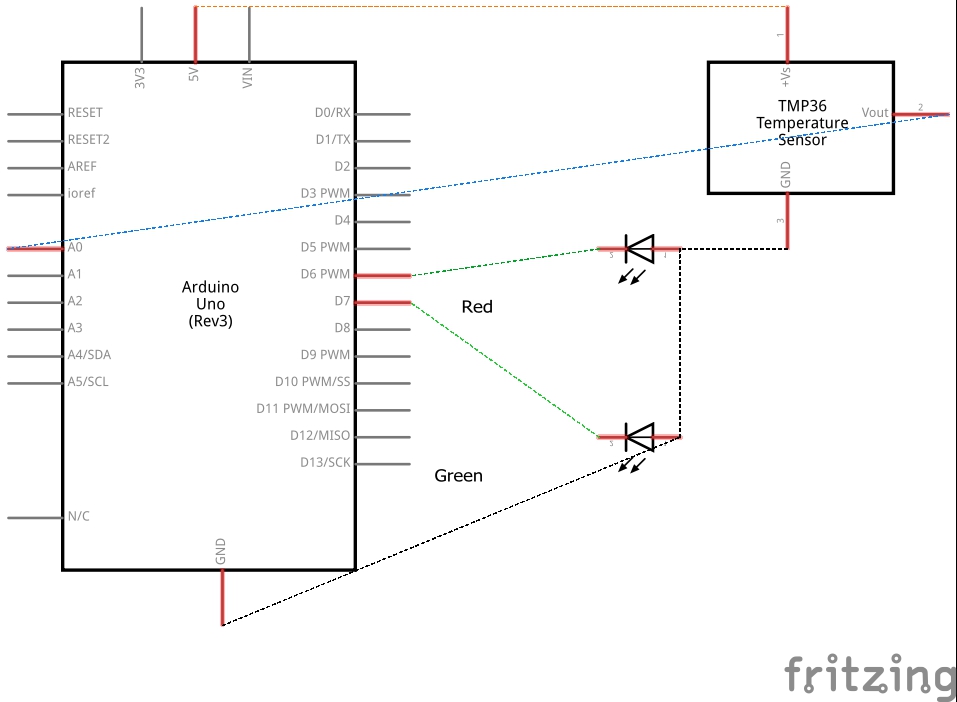 3V3
5V
VIN
1
+Vs
RESET
RESET2
AREF
ioref
A0
A1
A2
A3
A4/SDA
A5/SCL
N/C
D0/RX
D1/TX
D2
D3 PWM
D4
D5 PWM
D6 PWM
D7
D8
D9 PWM
D10 PWM/SS
D11 PWM/MOSI
D12/MISO
D13/SCK
GND
Arduino
Uno
(Rev3)
TMP36
Temperature
Sensor
Vout
2
GND
3
2
1
Red
2
Green
fritzing